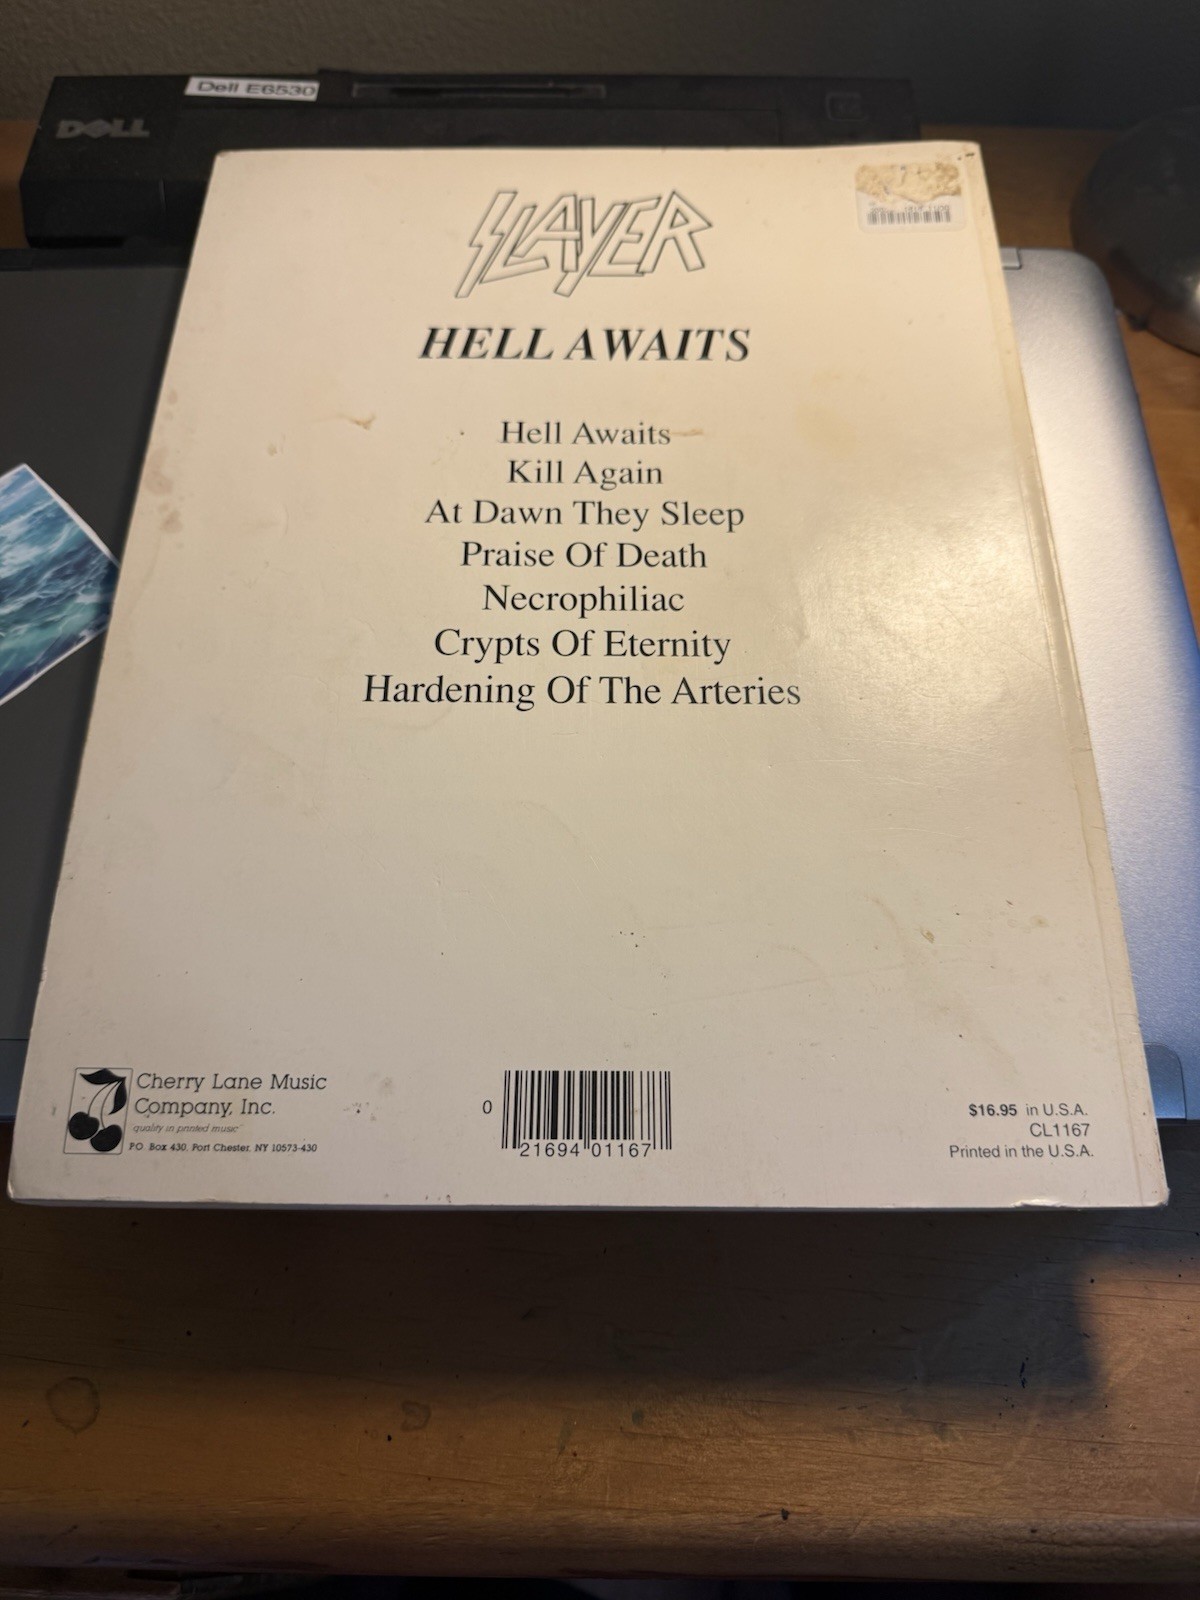 Dell E6530
DELL
SLAYER
HELL AWAITS
Hell Awaits
Kill Again
At Dawn They Sleep
Praise Of Death
Necrophiliac
Crypts Of Eternity
Hardening Of The Arteries
Cherry Lane Music
Company, Inc.
quality in printed music
P.O. Box 430, Port Chester, NY 10573-430
0
21694 01167
$16.95 in U.S.A.
CL1167
Printed in the U.S.A.